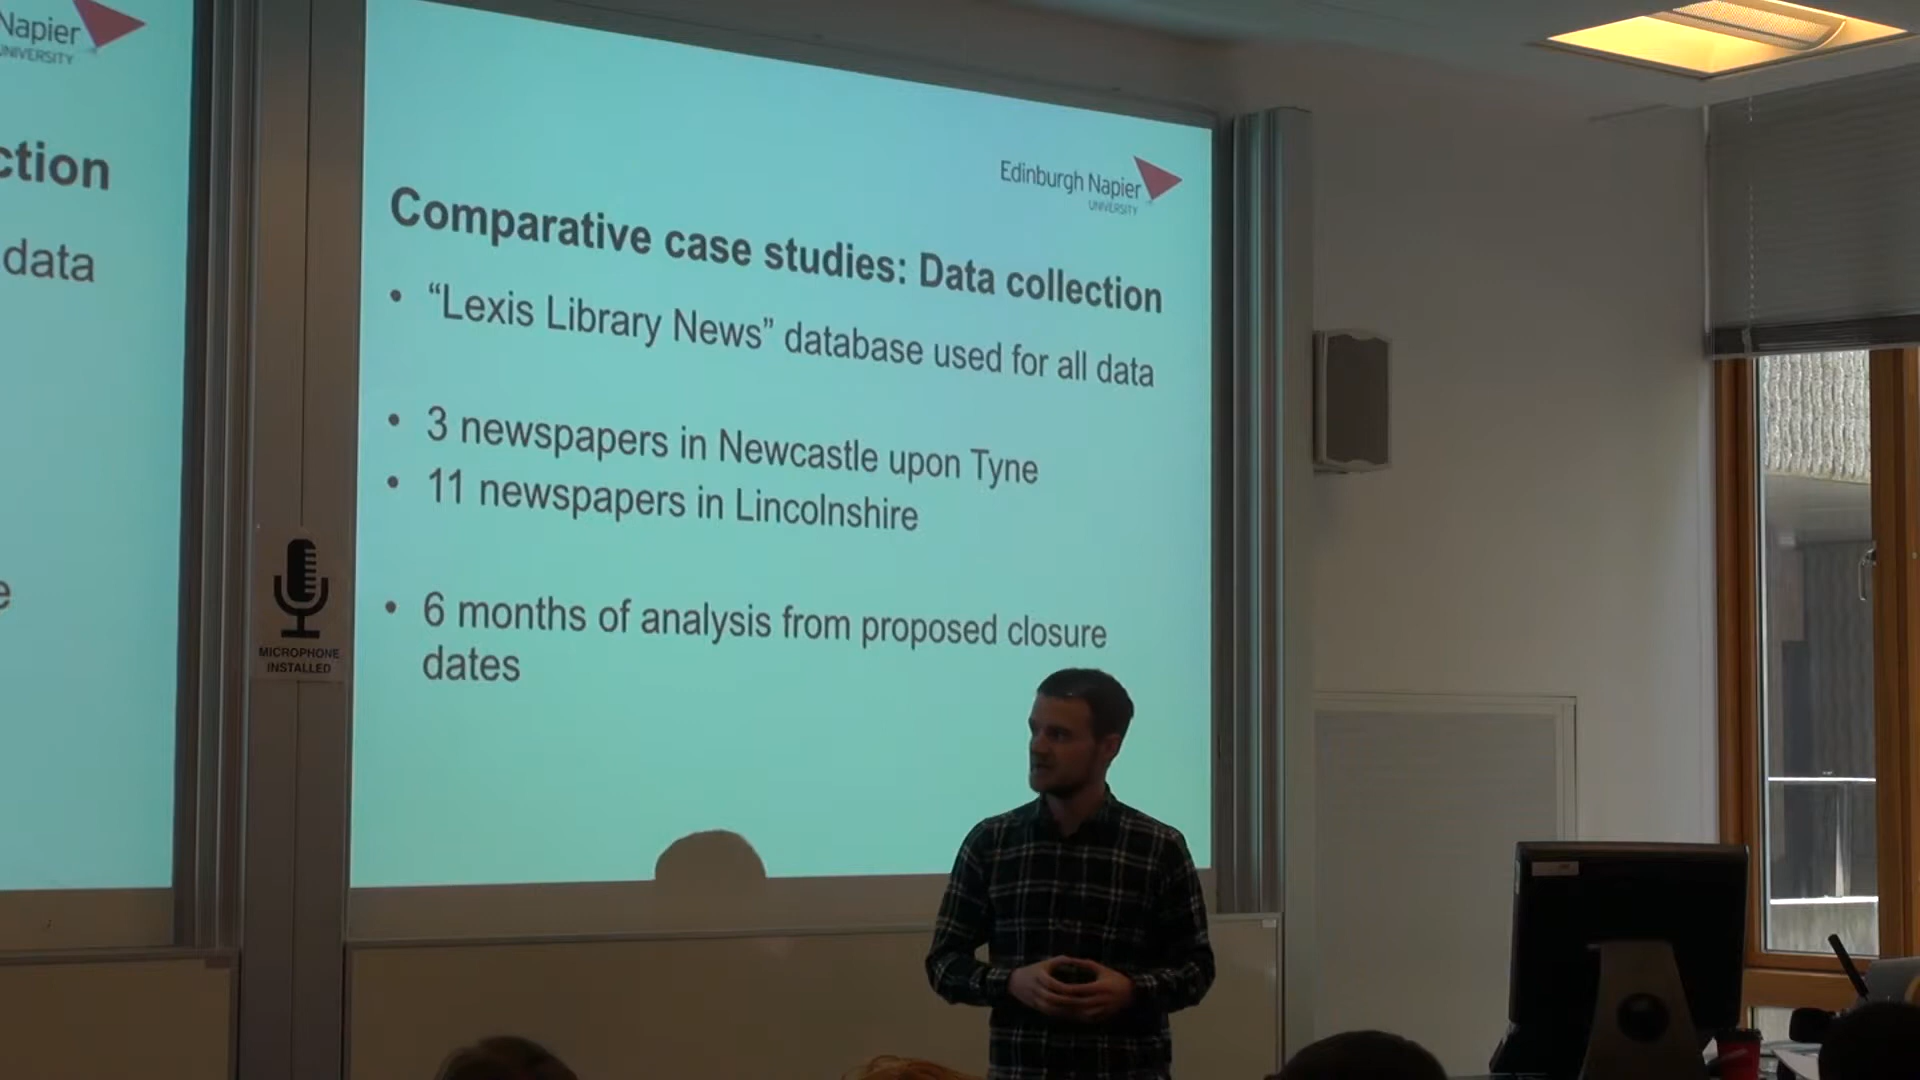 Napier
UNIVERSITY
ction
data
e
MICROPHONE
INSTALLED
Edinburgh Napier
UNIVERSITY
Comparative case studies: Data collection
• “Lexis Library News” database used for all data
• 3 newspapers in Newcastle upon Tyne
• 11 newspapers in Lincolnshire
• 6 months of analysis from proposed closure
dates